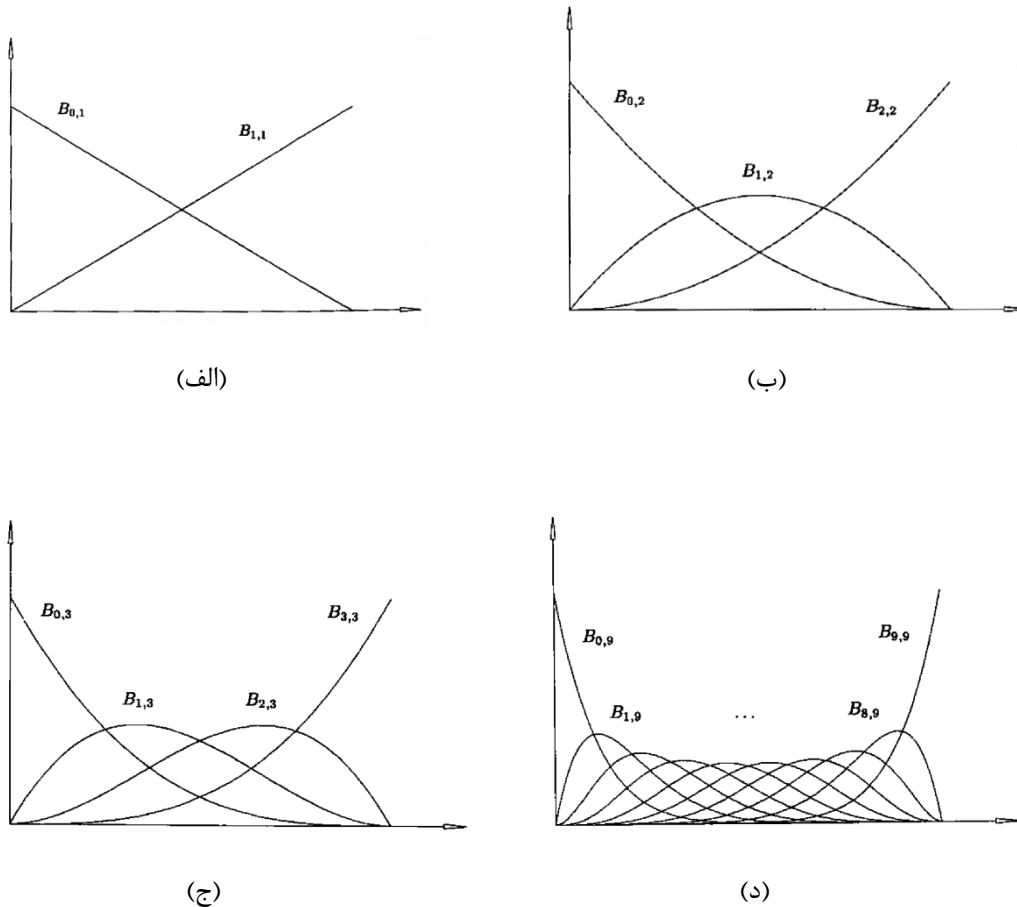 B₀,₁
B₁,₁
(الف)
B₀,₂
B₂,₂
B₁,₂
(ب)
B₀,₃
B₃,₃
B₁,₃ B₂,₃
(ج)
B₀,₉ B₉,₉
B₁,₉ ... B₈,₉
(د)